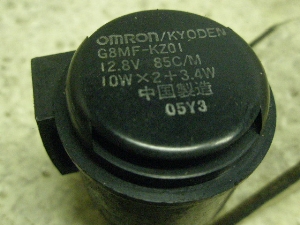 OMRON/KYODEN
G8MF-KZ01
12.8V 85C/M
10W×2+3.4W
中国製造
05Y3